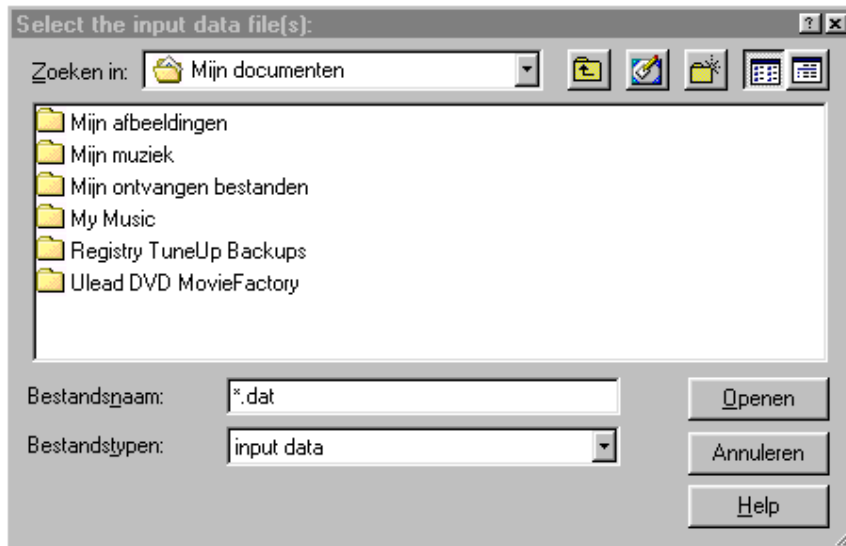 Select the input data file(s):
Zoeken in: Mijn documenten
Mijn afbeeldingen
Mijn muziek
Mijn ontvangen bestanden
My Music
Registry TuneUp Backups
Ulead DVD MovieFactory
Bestandsnaam: *.dat Openen
Bestandstypen: input data Annuleren
Help